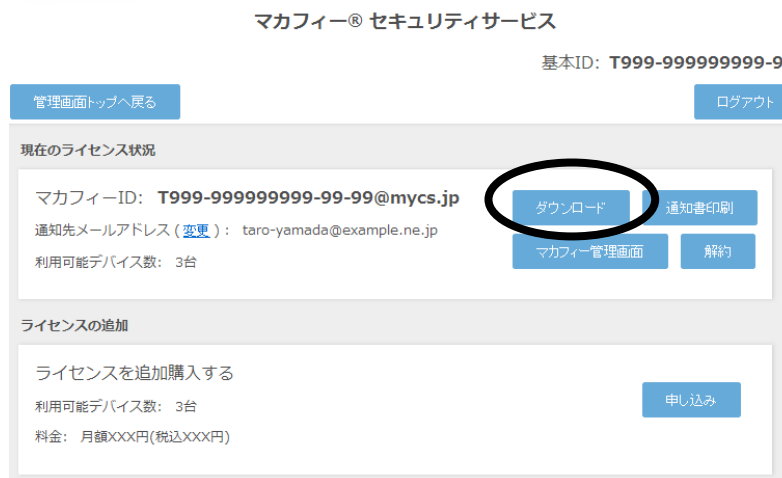 マカフィー® セキュリティサービス
基本ID: T999-999999999-9
管理画面トップへ戻る
ログアウト
現在のライセンス状況
マカフィーID: T999-999999999-99-99@mycs.jp
ダウンロード
通知書印刷
通知先メールアドレス ( 変更 ) : taro-yamada@example.ne.jp
マカフィー管理画面
解約
利用可能デバイス数: 3台
ライセンスの追加
ライセンスを追加購入する
利用可能デバイス数: 3台
申し込み
料金: 月額XXX円(税込XXX円)